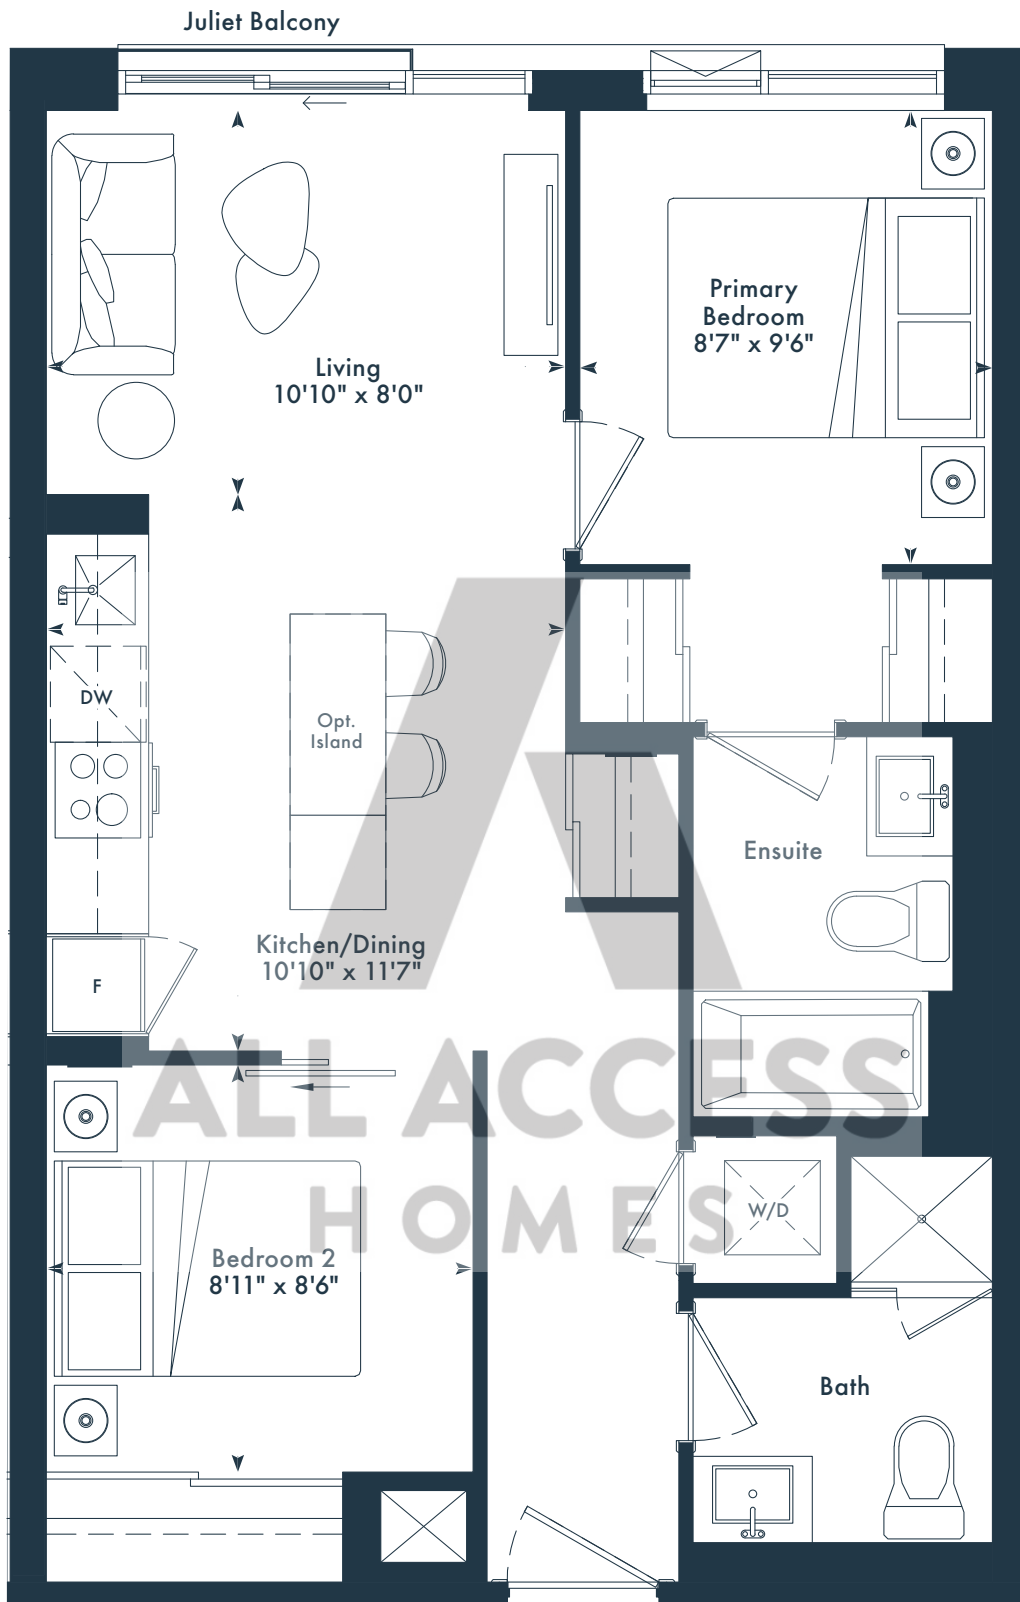 Juliet Balcony
Primary
Bedroom
8'7" x 9'6"
Living
10'10" x 8'0"
DW
Opt.
Island
Ensuite
Kitchen/Dining
10'10" x 11'7"
F
ALL ACCESS
HOMES
W/D
Bedroom 2
8'11" x 8'6"
Bath